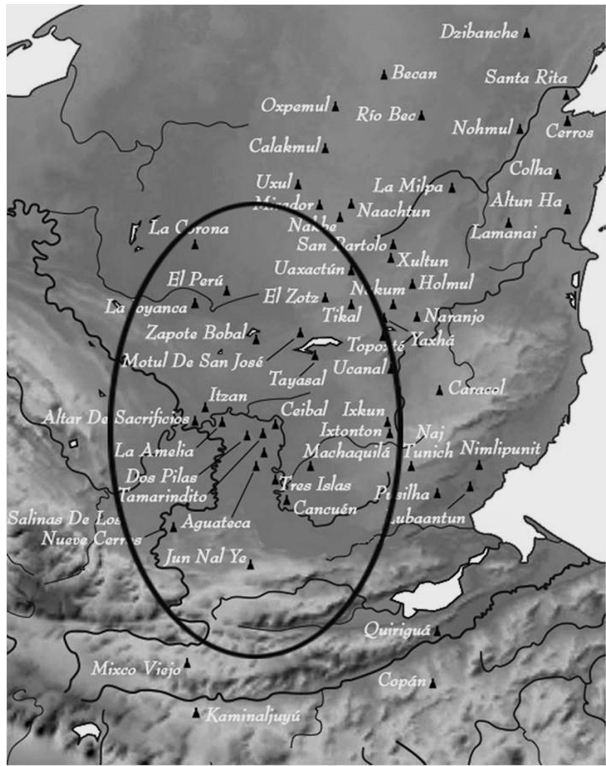 Dzibanche
Becan
Santa Rita
Oxpemul
Río Bec
Nohmul
Cerros
Calakmul
Colha
Uxul
La Milpa
Mirador
Naachtun
Altun Ha
Nakbe
Lamanai
La Corona
San Bartolo
Xultun
Uaxactún
El Perú
Nakum
Holmul
La Joyanca
El Zotz
Tikal
Naranjo
Zapote Bobal
Topoxté
Yaxhá
Motul De San José
Ucanal
Tayasal
Caracol
Itzan
Altar De Sacrificios
Ceibal
Ixkun
Ixtonton
Naj
Tunich
La Amelia
Machaquilá
Nimlipunit
Dos Pilas
Tamarindito
Tres Islas
Pusilha
Cancuén
Lubaantun
Salinas De Los
Nueve Cerros
Aguateca
Jun Nal Ye
Quiriguá
Mixco Viejo
Copán
Kaminaljuyú